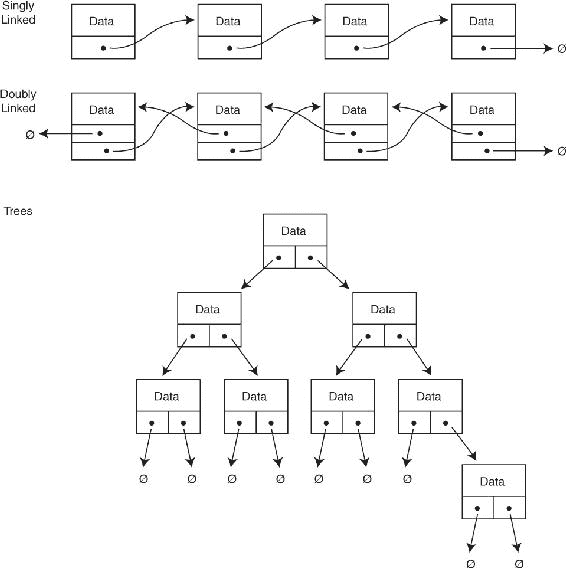 Singly
Linked
Data Data Data Data
Ø
Doubly
Linked
Data Data Data Data
Ø Ø
Trees
Data
Data Data
Data Data Data Data
Ø Ø Ø Ø Ø Ø Ø
Data
Ø Ø